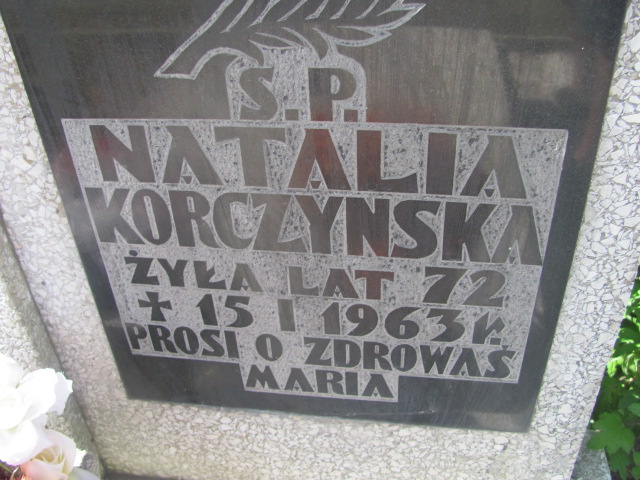 Ś.P.
NATALIA
KORCZYNSKA
ŻYŁA LAT 72
+ 15 I 1963 r.
PROSI O ZDROWAŚ
MARIA